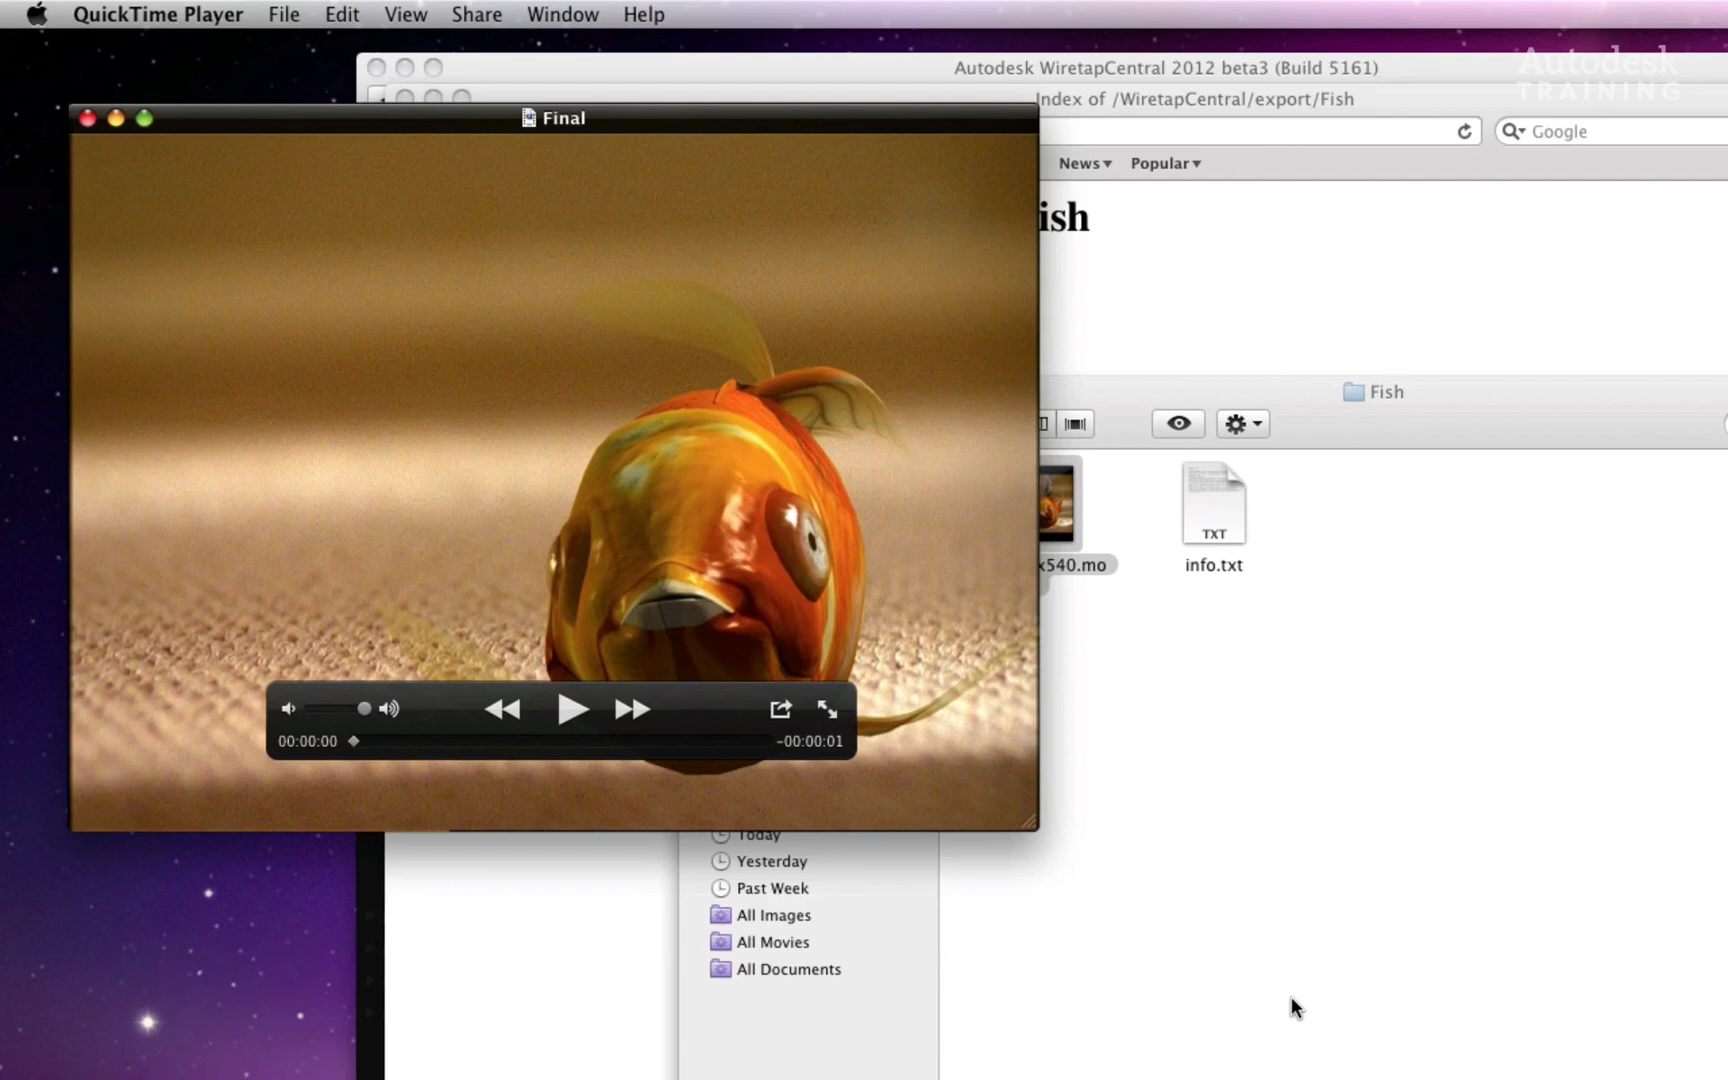 QuickTime Player File Edit View Share Window Help
Autodesk WiretapCentral 2012 beta3 (Build 5161)
Autodesk
TRAINING
Index of /WiretapCentral/export/Fish
Final
Google
News Popular
ish
Fish
TXT
x540.mo
info.txt
00:00:00
-00:00:01
Today
Yesterday
Past Week
All Images
All Movies
All Documents